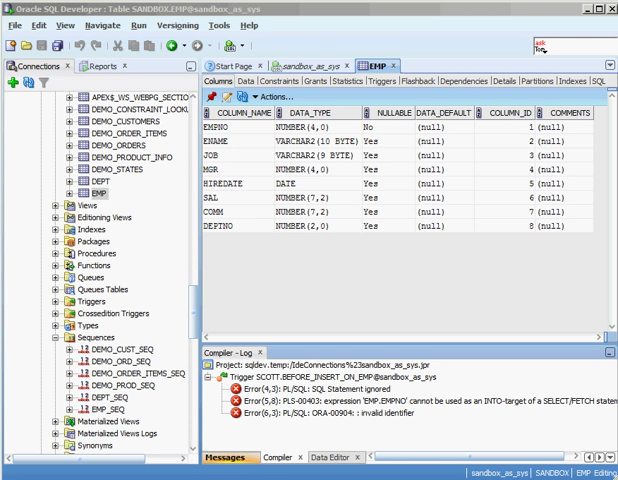 Oracle SQL Developer : Table SANDBOX.EMP@sandbox_as_sys
File Edit View Navigate Run Versioning Tools Help
ask
Tom
Connections
Reports
Start Page
sandbox_as_sys
EMP
Columns Data Constraints Grants Statistics Triggers Flashback Dependencies Details Partitions Indexes SQL
Actions...
COLUMN_NAME DATA_TYPE NULLABLE DATA_DEFAULT COLUMN_ID COMMENTS
EMPNO NUMBER(4,0) No (null) 1 (null)
ENAME VARCHAR2(10 BYTE) Yes (null) 2 (null)
JOB VARCHAR2(9 BYTE) Yes (null) 3 (null)
MGR NUMBER(4,0) Yes (null) 4 (null)
HIREDATE DATE Yes (null) 5 (null)
SAL NUMBER(7,2) Yes (null) 6 (null)
COMM NUMBER(7,2) Yes (null) 7 (null)
DEPTNO NUMBER(2,0) Yes (null) 8 (null)
APEX$_WS_WEBPG_SECTIO
DEMO_CONSTRAINT_LOOKU
DEMO_CUSTOMERS
DEMO_ORDER_ITEMS
DEMO_ORDERS
DEMO_PRODUCT_INFO
DEMO_STATES
DEPT
EMP
Views
Editioning Views
Indexes
Packages
Procedures
Functions
Queues
Queues Tables
Triggers
Crossedition Triggers
Types
Sequences
DEMO_CUST_SEQ
DEMO_ORD_SEQ
DEMO_ORDER_ITEMS_SEQ
DEMO_PROD_SEQ
DEPT_SEQ
EMP_SEQ
Materialized Views
Materialized Views Logs
Synonyms
Compiler - Log
Project: sqldev.temp:/IdeConnections%23sandbox_as_sys.jpr
Trigger SCOTT.BEFORE_INSERT_ON_EMP@sandbox_as_sys
Error(4,3): PL/SQL: SQL Statement ignored
Error(5,8): PLS-00403: expression 'EMP.EMPNO' cannot be used as an INTO-target of a SELECT/FETCH statem
Error(6,3): PL/SQL: ORA-00904: : invalid identifier
Messages Compiler Data Editor
sandbox_as_sys SANDBOX EMP Editing